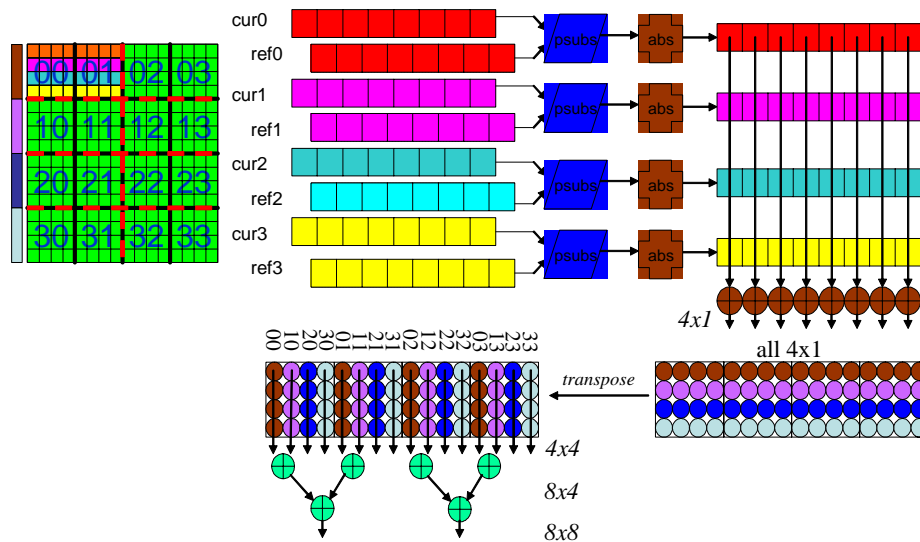 cur0
psubs
abs
ref0
00 01 02 03
cur1
psubs
abs
ref1
10 11 12 13
cur2
psubs
abs
ref2
20 21 22 23
cur3
psubs
abs
ref3
30 31 32 33
4x1
all 4x1
00 10 20 30 01 11 21 31 02 12 22 32 03 13 23 33
transpose
4x4
8x4
8x8